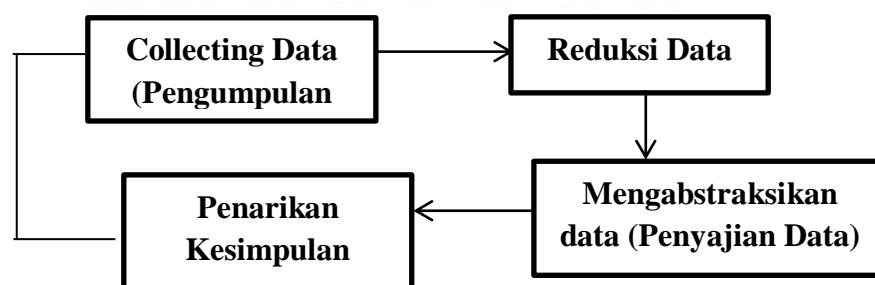 Collecting Data
(Pengumpulan
Reduksi Data
Mengabstraksikan
data (Penyajian Data)
Penarikan
Kesimpulan